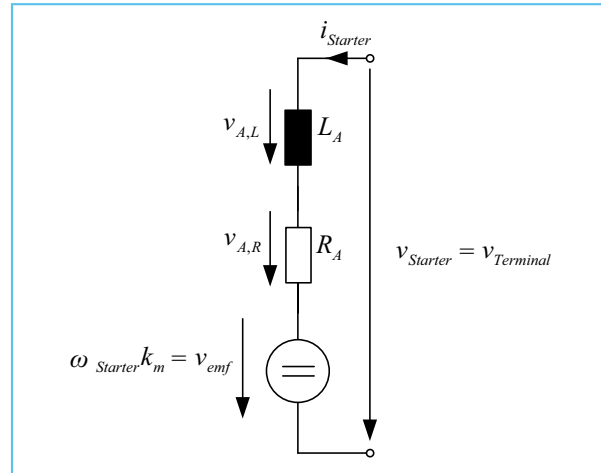 i_Starter
v_A,L
L_A
v_A,R
R_A
v_Starter = v_Terminal
ω_Starter k_m = v_emf